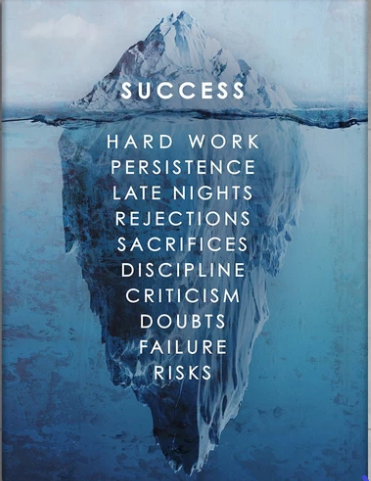 SUCCESS
HARD WORK
PERSISTENCE
LATE NIGHTS
REJECTIONS
SACRIFICES
DISCIPLINE
CRITICISM
DOUBTS
FAILURE
RISKS